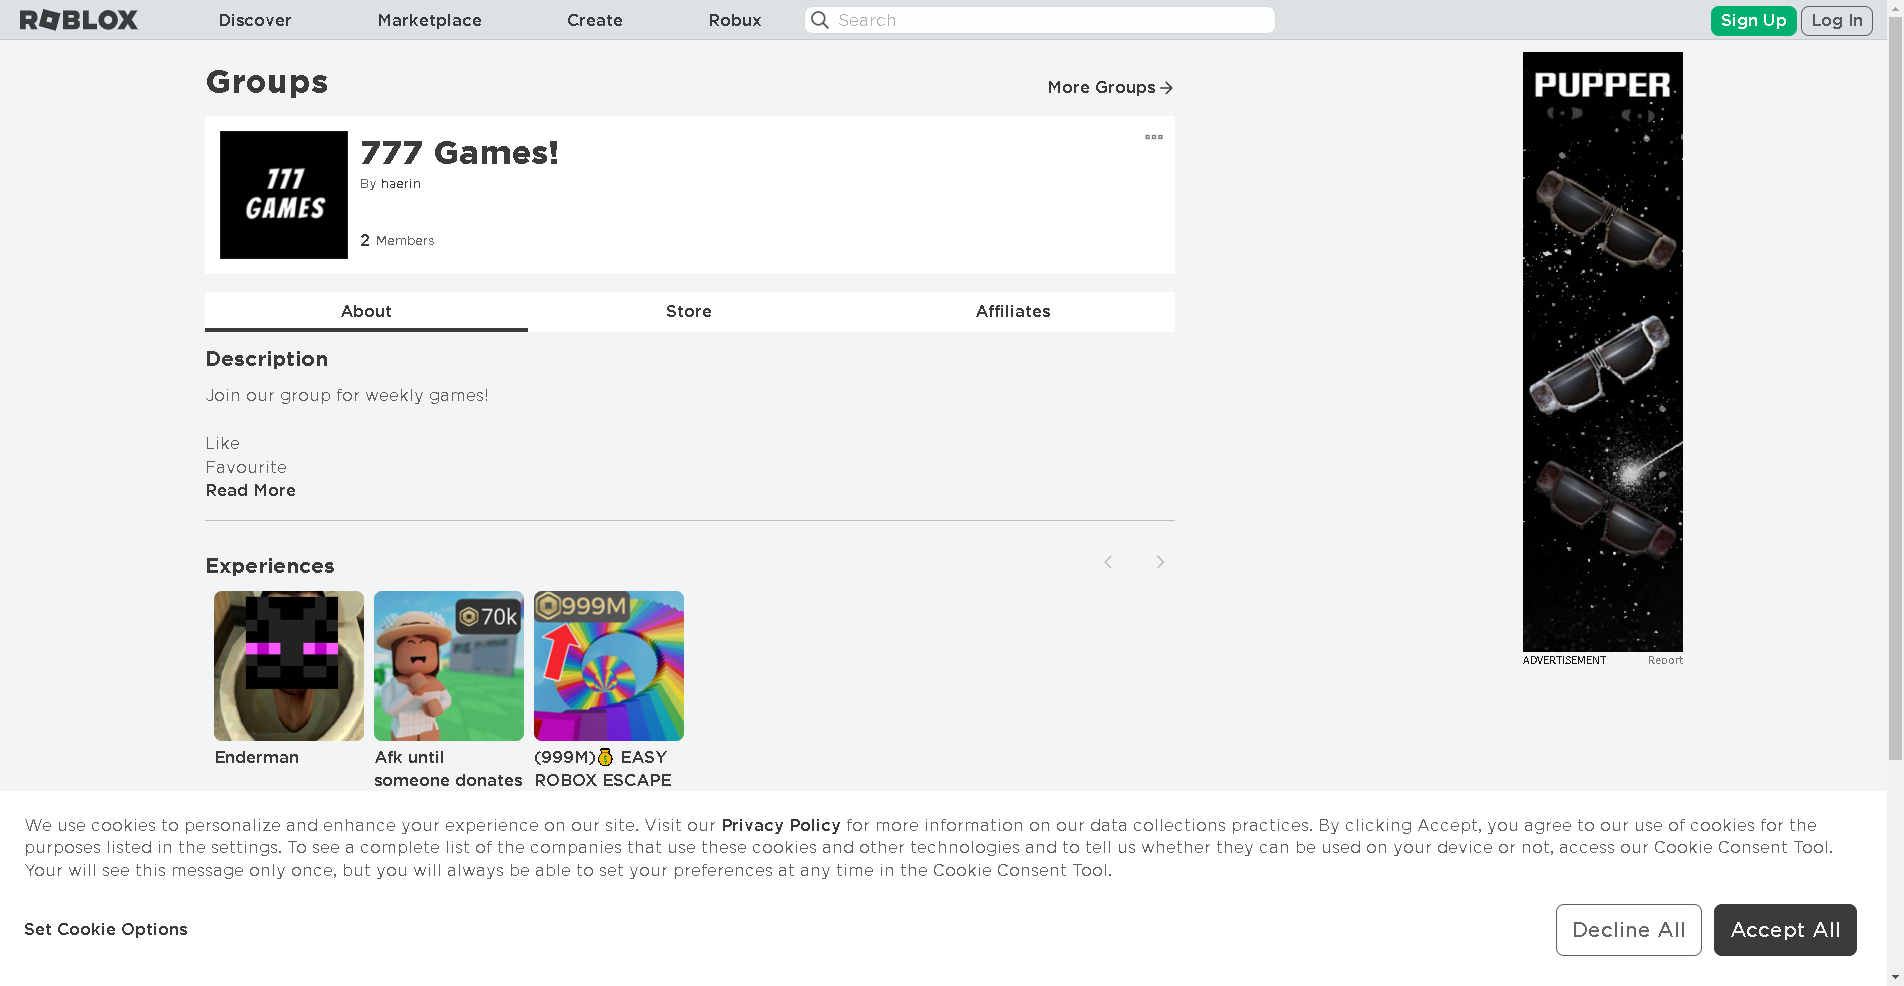 ROBLOX
Discover
Marketplace
Create
Robux
Search
Sign Up
Log In
Groups
More Groups
777 GAMES
777 Games!
By haerin
2 Members
About
Store
Affiliates
Description
Join our group for weekly games!
Like
Favourite
Read More
Experiences
70k
999M
Enderman
Afk until
someone donates
(999M)💰 EASY
ROBOX ESCAPE
PUPPER
ADVERTISEMENT
Report
We use cookies to personalize and enhance your experience on our site. Visit our Privacy Policy for more information on our data collections practices. By clicking Accept, you agree to our use of cookies for the
purposes listed in the settings. To see a complete list of the companies that use these cookies and other technologies and to tell us whether they can be used on your device or not, access our Cookie Consent Tool.
Your will see this message only once, but you will always be able to set your preferences at any time in the Cookie Consent Tool.
Set Cookie Options
Decline All
Accept All